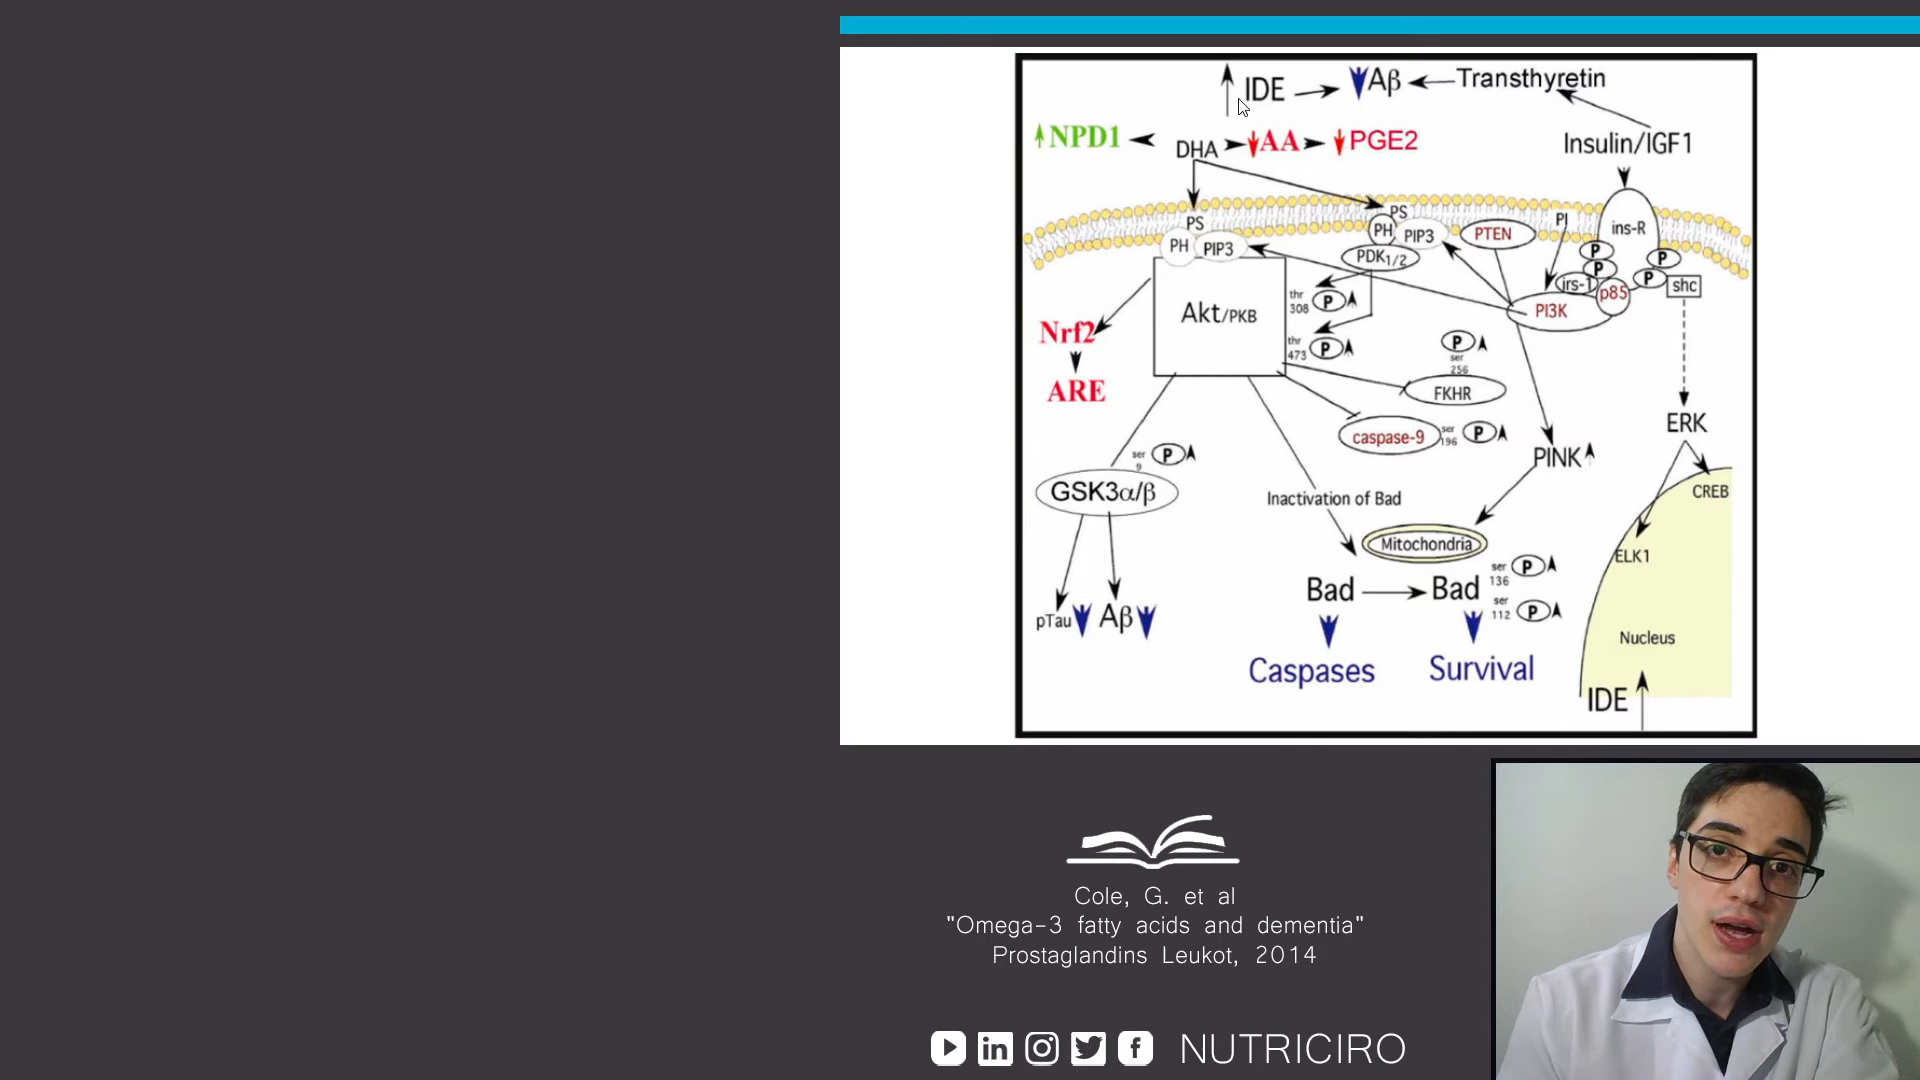 IDE
Aβ
Transthyretin
NPD1
DHA
AA
PGE2
Insulin/IGF1
PS
PH
PIP3
PS
PH
PIP3
PTEN
PI
ins-R
PDK1/2
P
P
P
P
irs-1
p85
shc
PI3K
Akt/PKB
thr
308
P
thr
473
P
Nrf2
ARE
P
ser
256
FKHR
caspase-9
ser
196
P
ERK
PINK
CREB
ser
9
P
GSK3α/β
Inactivation of Bad
Mitochondria
ELK1
pTau
Aβ
Bad
Bad
ser
136
P
ser
112
P
Nucleus
Caspases
Survival
IDE
Cole, G. et al
"Omega-3 fatty acids and dementia"
Prostaglandins Leukot, 2014
in
f
NUTRICIRO